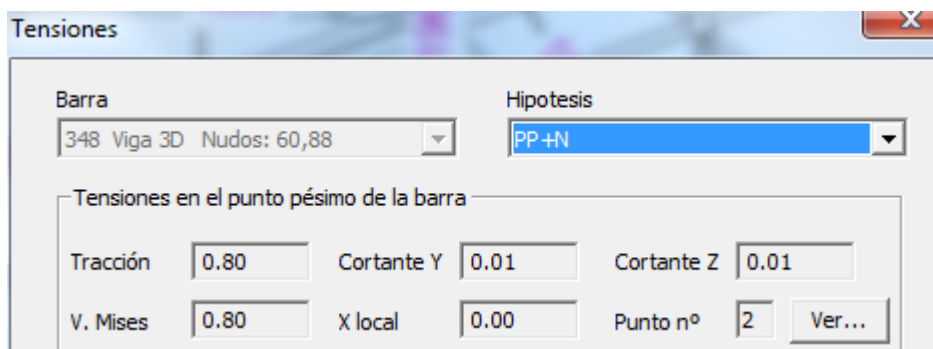 Tensiones
Barra Hipotesis
348 Viga 3D Nudos: 60,88 PP+N
Tensiones en el punto pésimo de la barra
Tracción 0.80 Cortante Y 0.01 Cortante Z 0.01
V. Mises 0.80 X local 0.00 Punto nº 2 Ver...